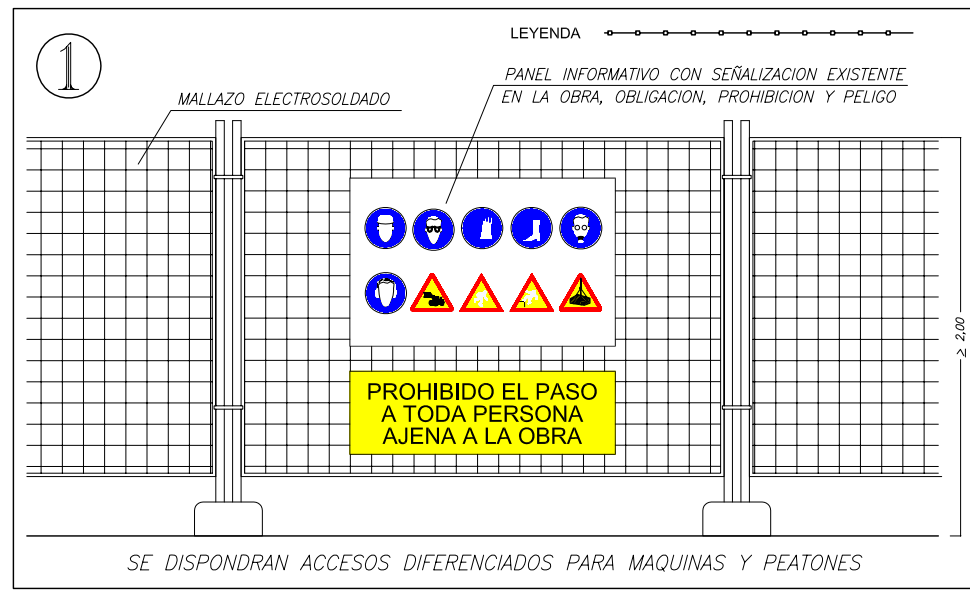 1
LEYENDA
PANEL INFORMATIVO CON SEÑALIZACION EXISTENTE
EN LA OBRA, OBLIGACION, PROHIBICION Y PELIGO
MALLAZO ELECTROSOLDADO
≥ 2,00
PROHIBIDO EL PASO
A TODA PERSONA
AJENA A LA OBRA
SE DISPONDRAN ACCESOS DIFERENCIADOS PARA MAQUINAS Y PEATONES